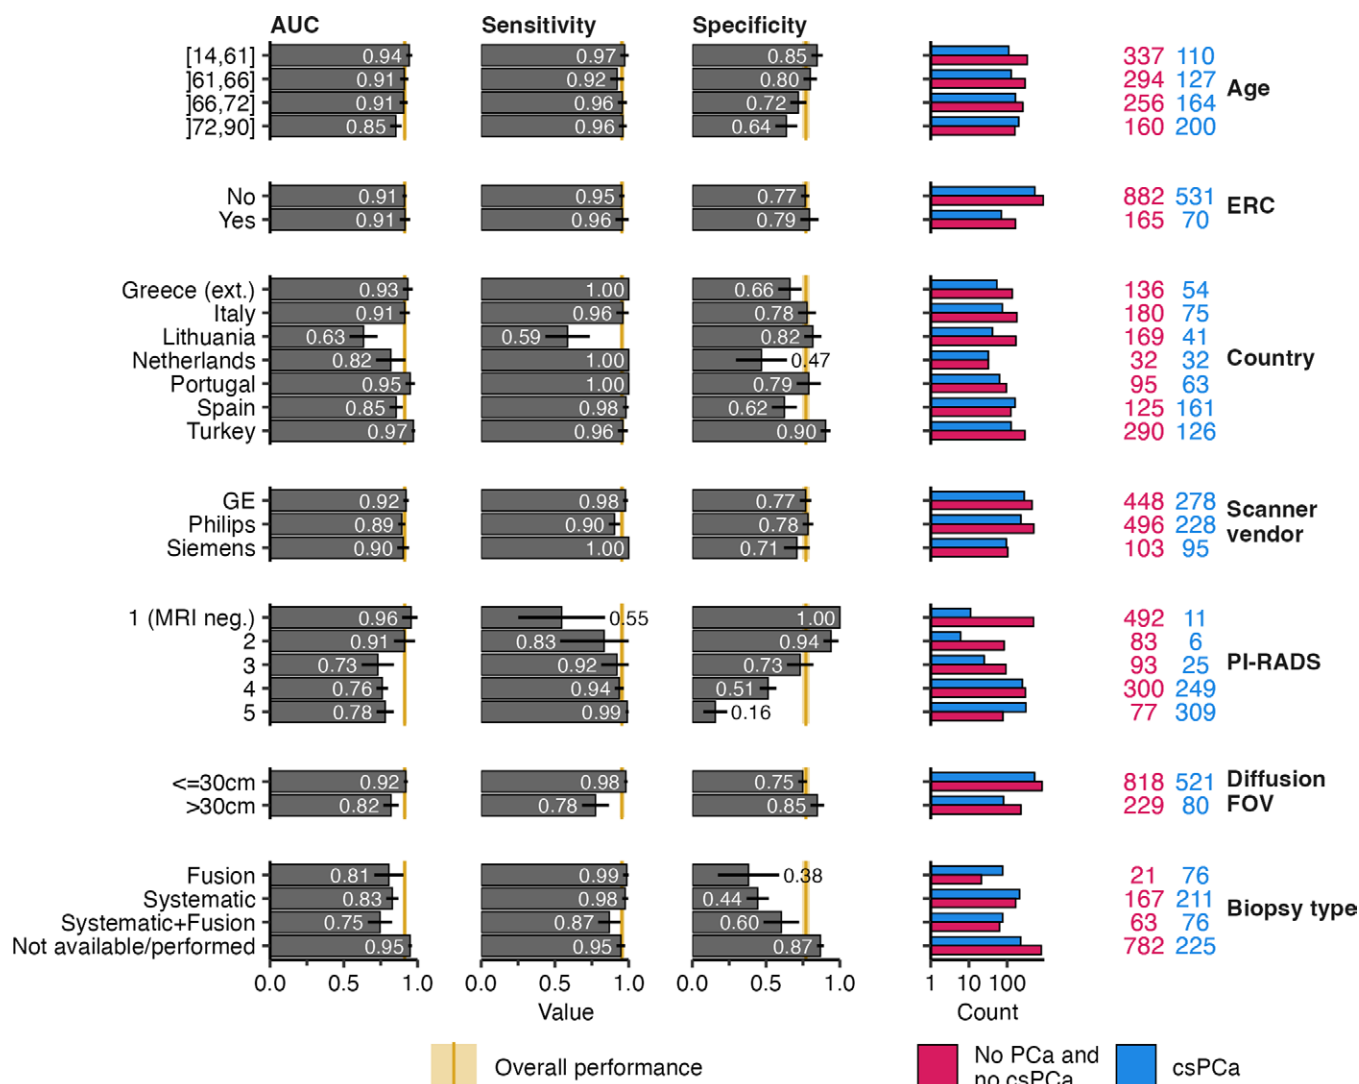 AUC Sensitivity Specificity
[14,61] 0.94 0.97 0.85 337 110
]61,66] 0.91 0.92 0.80 294 127
]66,72] 0.91 0.96 0.72 256 164
]72,90] 0.85 0.96 0.64 160 200
Age
No 0.91 0.95 0.77 882 531
Yes 0.91 0.96 0.79 165 70
ERC
Greece (ext.) 0.93 1.00 0.66 136 54
Italy 0.91 0.96 0.78 180 75
Lithuania 0.63 0.59 0.82 169 41
Netherlands 0.82 1.00 0.47 32 32
Portugal 0.95 1.00 0.79 95 63
Spain 0.85 0.98 0.62 125 161
Turkey 0.97 0.96 0.90 290 126
Country
GE 0.92 0.98 0.77 448 278
Philips 0.89 0.90 0.78 496 228
Siemens 0.90 1.00 0.71 103 95
Scanner
vendor
1 (MRI neg.) 0.96 0.55 1.00 492 11
2 0.91 0.83 0.94 83 6
3 0.73 0.92 0.73 93 25
4 0.76 0.94 0.51 300 249
5 0.78 0.99 0.16 77 309
PI-RADS
<=30cm 0.92 0.98 0.75 818 521
>30cm 0.82 0.78 0.85 229 80
Diffusion
FOV
Fusion 0.81 0.99 0.38 21 76
Systematic 0.83 0.98 0.44 167 211
Systematic+Fusion 0.75 0.87 0.60 63 76
Not available/performed 0.95 0.95 0.87 782 225
Biopsy type
0.0 0.5 1.0 0.0 0.5 1.0 0.0 0.5 1.0 1 10 100
Value Count
Overall performance
No PCa and
no csPCa
csPCa